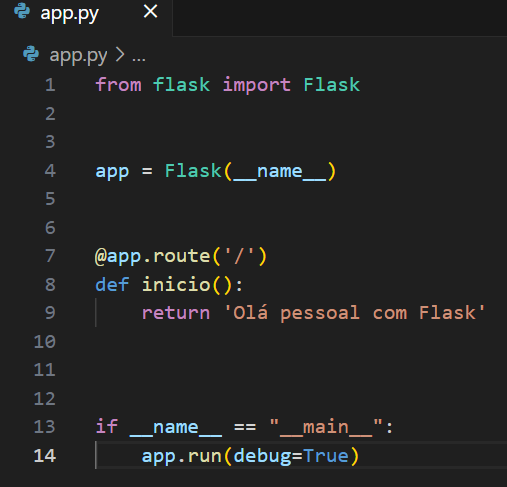 app.py ×
app.py > ...
1 from flask import Flask
2
3
4 app = Flask(__name__)
5
6
7 @app.route('/')
8 def inicio():
9     return 'Olá pessoal com Flask'
10
11
12
13 if __name__ == "__main__":
14     app.run(debug=True)